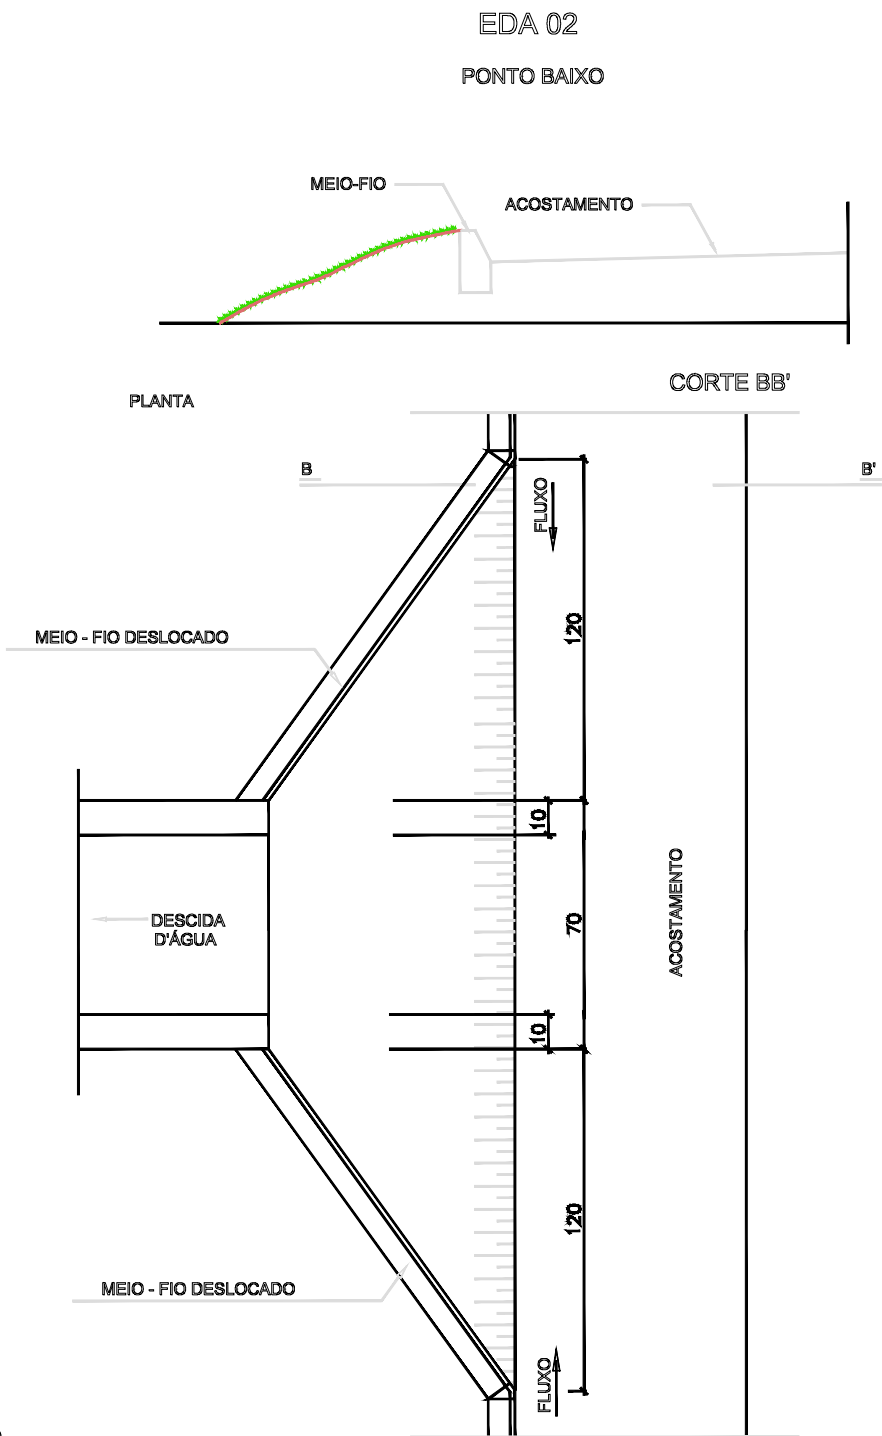 EDA 02
PONTO BAIXO
MEIO-FIO
ACOSTAMENTO
CORTE BB'
PLANTA
B
B'
FLUXO
120
MEIO - FIO DESLOCADO
10
ACOSTAMENTO
70
DESCIDA
D'ÁGUA
10
120
MEIO - FIO DESLOCADO
FLUXO